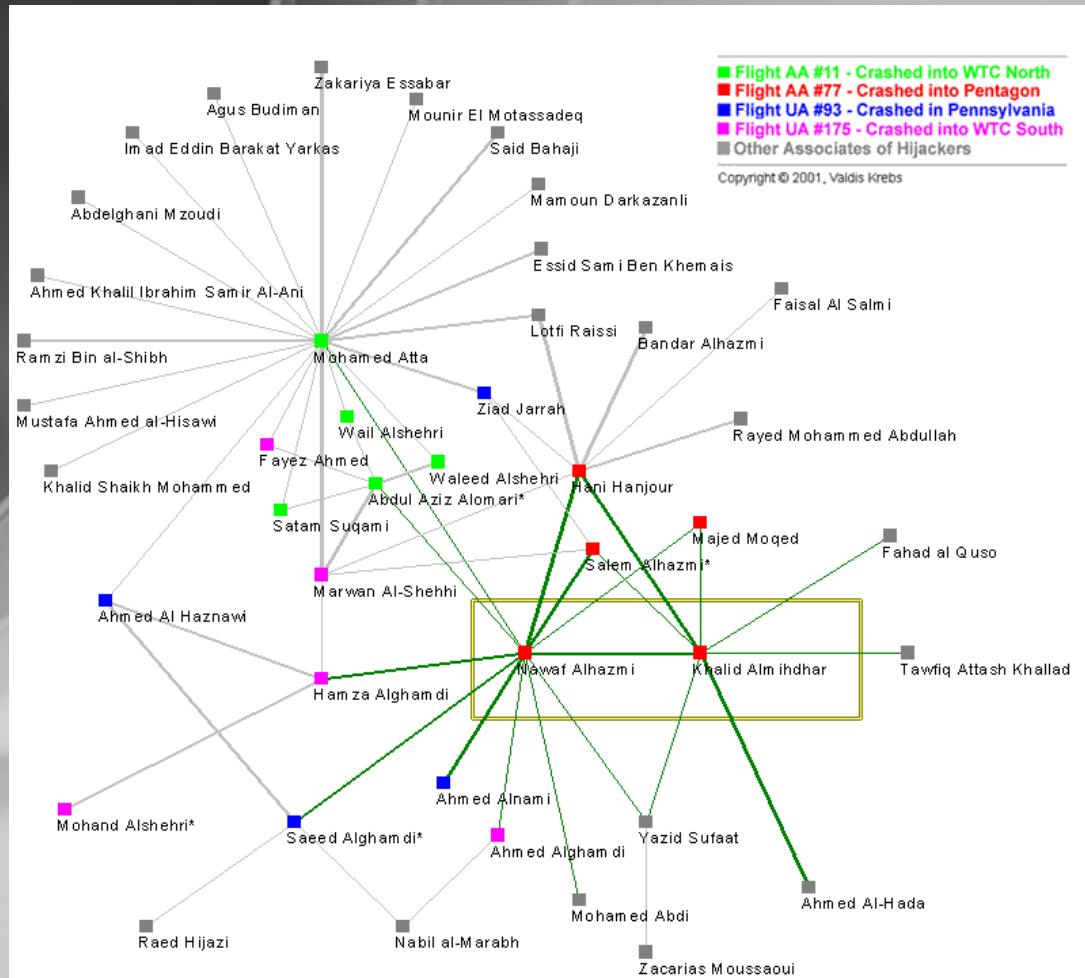 Zakariya Essabar
Flight AA #11 - Crashed into WTC North
Flight AA #77 - Crashed into Pentagon
Flight UA #93 - Crashed in Pennsylvania
Flight UA #175 - Crashed into WTC South
Other Associates of Hijackers
Copyright © 2001, Valdis Krebs
Agus Budiman
Mounir El Motassadeq
Imad Eddin Barakat Yarkas
Said Bahaji
Mamoun Darkazanli
Abdelghani Mzoudi
Essid Sami Ben Khemais
Ahmed Khalil Ibrahim Samir Al-Ani
Faisal Al Salmi
Lotfi Raissi
Bandar Alhazmi
Ramzi Bin al-Shibh
Mohamed Atta
Ziad Jarrah
Mustafa Ahmed al-Hisawi
Wail Alshehri
Rayed Mohammed Abdullah
Fayez Ahmed
Khalid Shaikh Mohammed
Waleed Alshehri
Hani Hanjour
Abdul Aziz Alomari*
Satam Suqami
Majed Moqed
Fahad al Quso
Salem Alhazmi*
Marwan Al-Shehhi
Ahmed Al Haznawi
Nawaf Alhazmi
Khalid Almihdhar
Tawfiq Attash Khallad
Hamza Alghamdi
Ahmed Alnami
Mohand Alshehri*
Saeed Alghamdi*
Ahmed Alghamdi
Yazid Sufaat
Ahmed Al-Hada
Mohamed Abdi
Raed Hijazi
Nabil al-Marabh
Zacarias Moussaoui